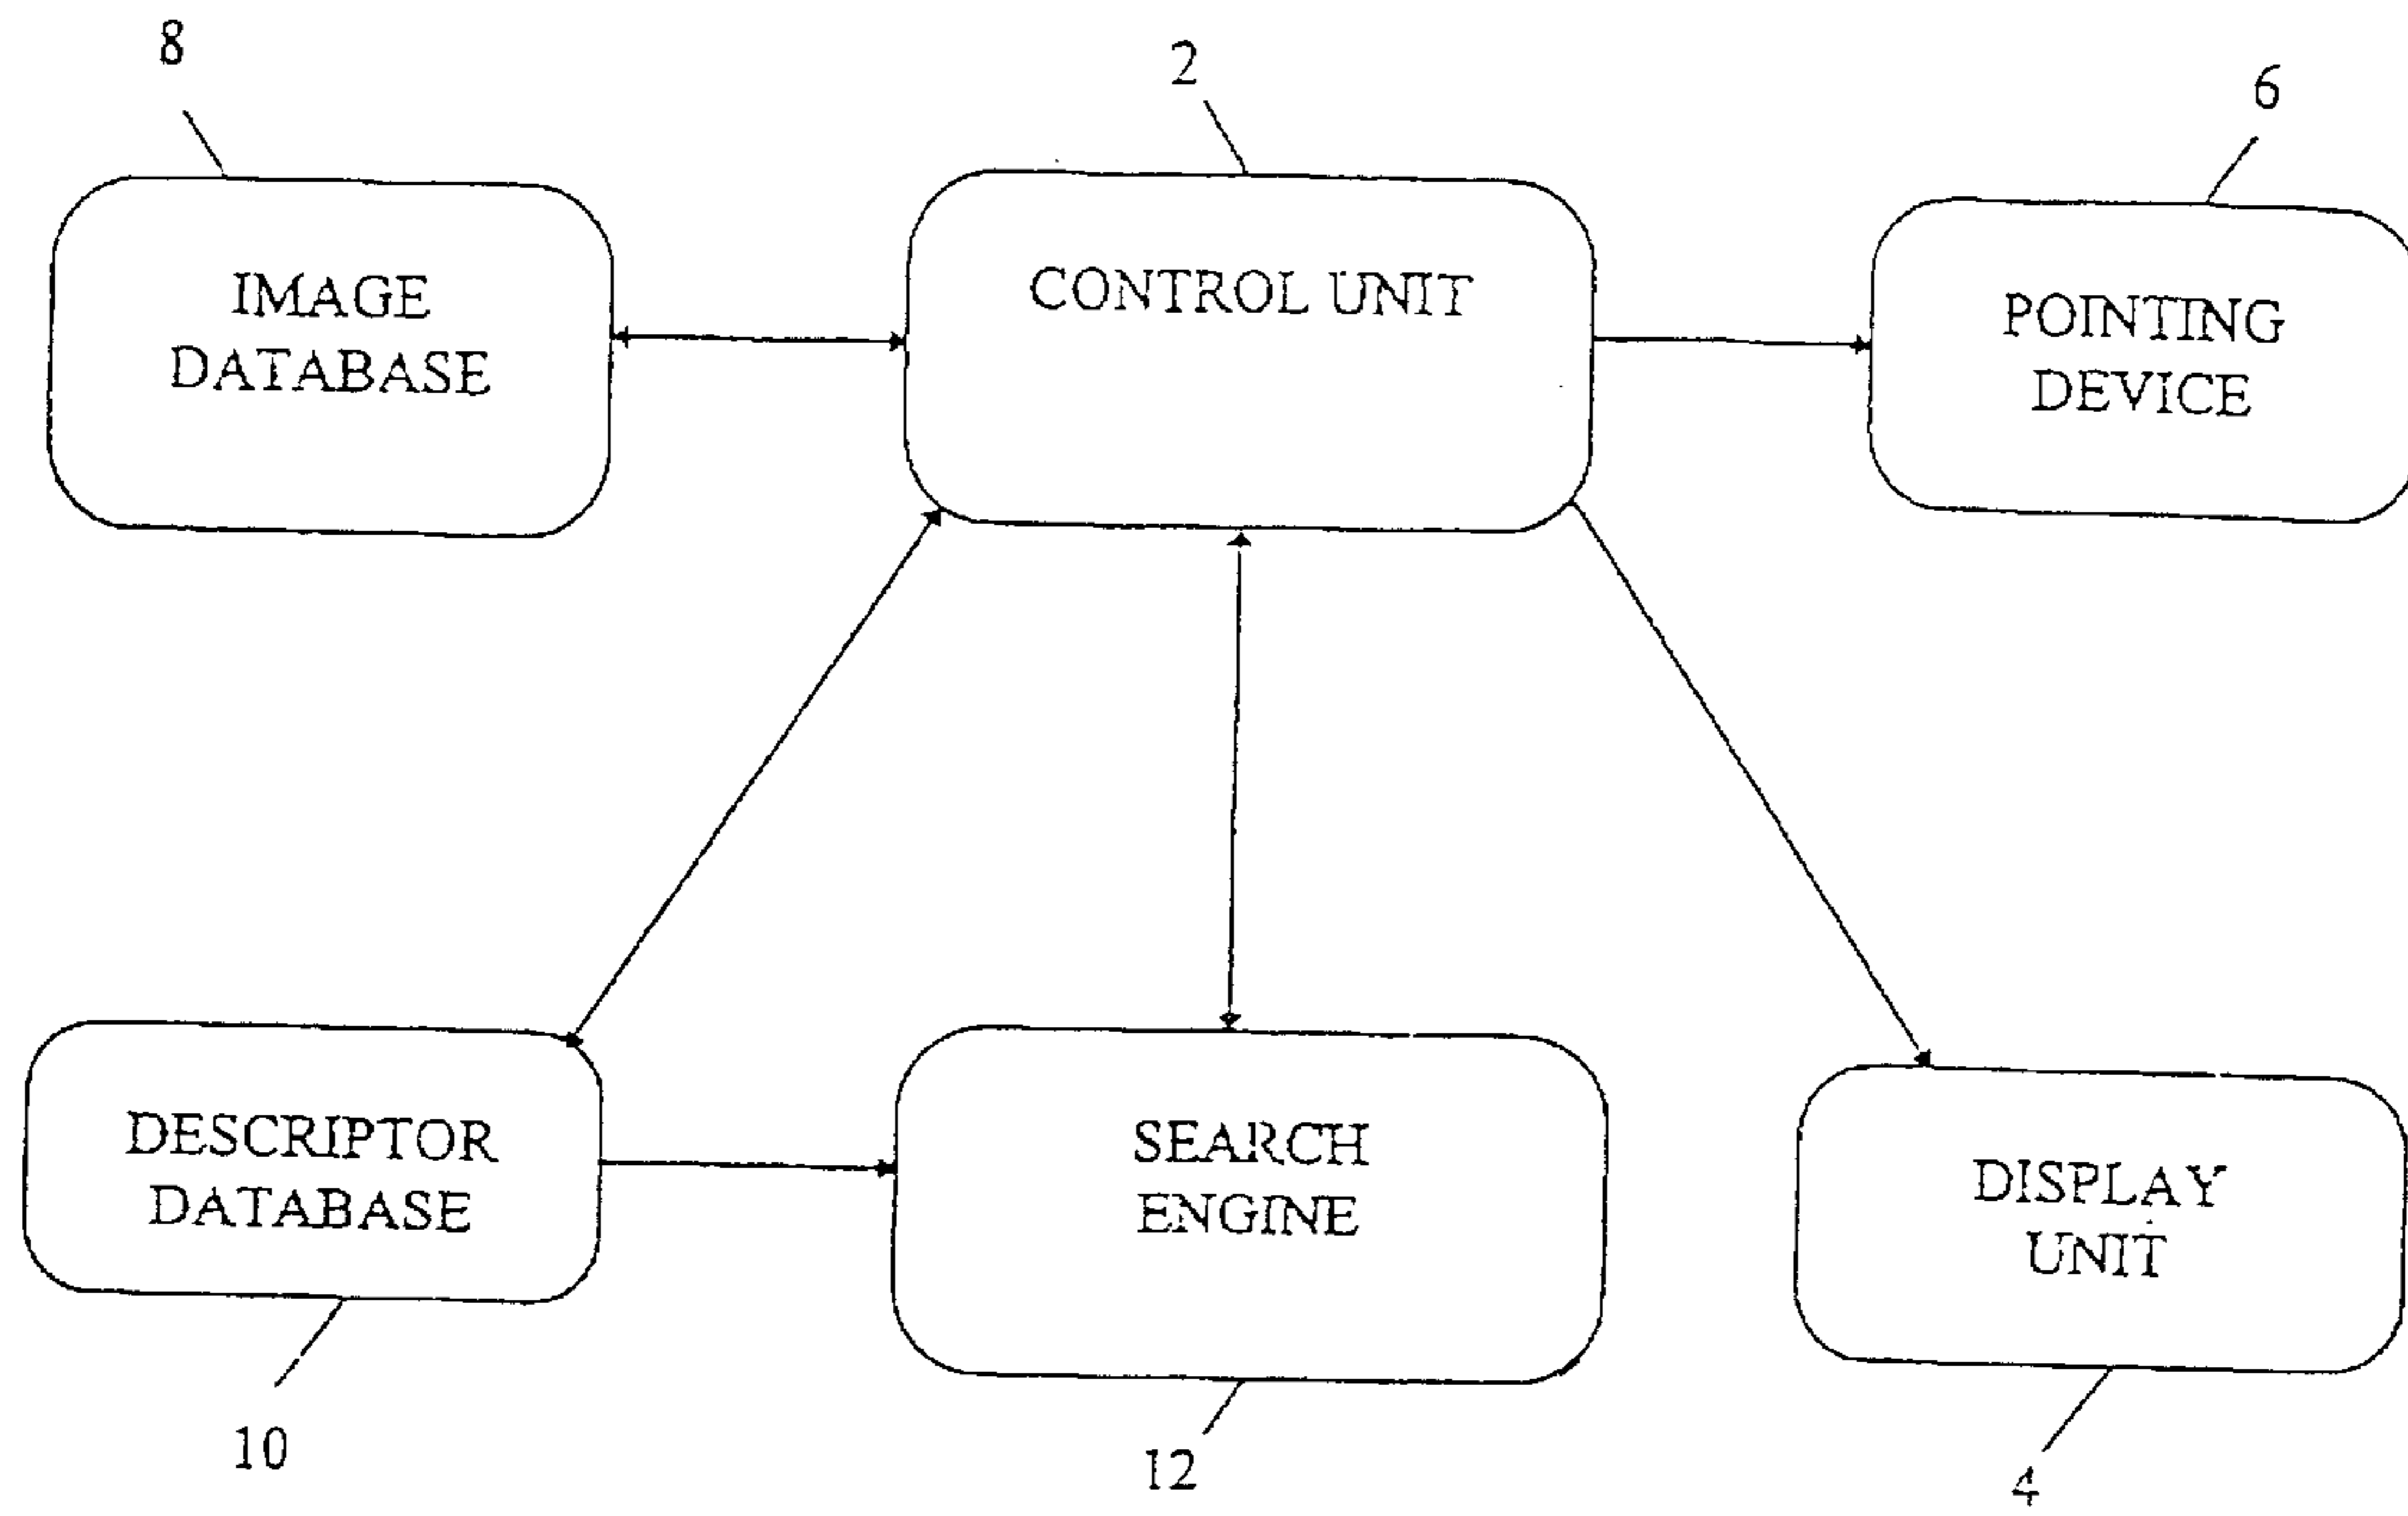 8
2
6
IMAGE
DATABASE
CONTROL UNIT
POINTING
DEVICE
DESCRIPTOR
DATABASE
SEARCH
ENGINE
DISPLAY
UNIT
10
12
4